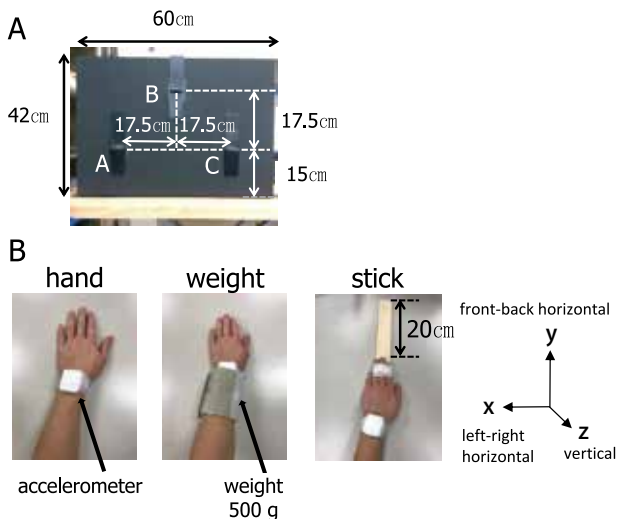 A
60cm
42cm
B
17.5cm 17.5cm
17.5cm
A
C
15cm
B
hand
weight
stick
20cm
front-back horizontal
y
x
z
left-right
horizontal
vertical
accelerometer
weight
500 g